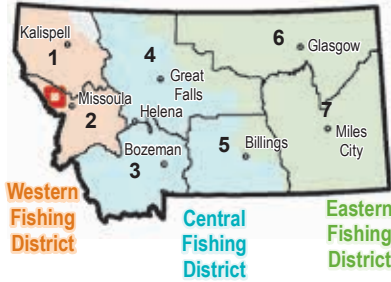 Kalispell
1
4
6
Glasgow
Great
Falls
Missoula
2
Helena
7
Miles
City
Bozeman
3
5
Billings
Western
Fishing
District
Central
Fishing
District
Eastern
Fishing
District